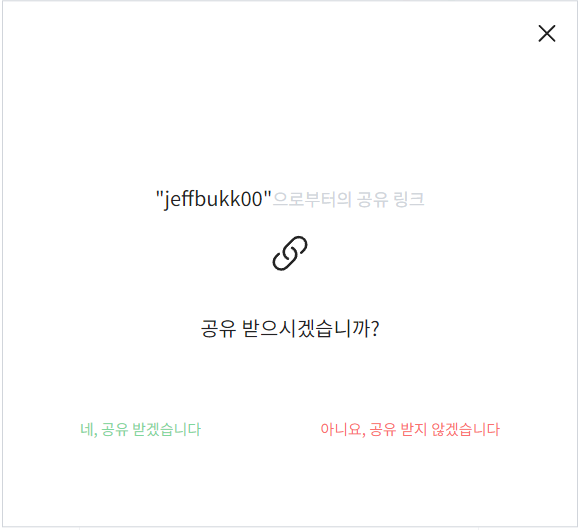 "jeffbukk00"으로부터의 공유 링크
공유 받으시겠습니까?
네, 공유 받겠습니다
아니요, 공유 받지 않겠습니다